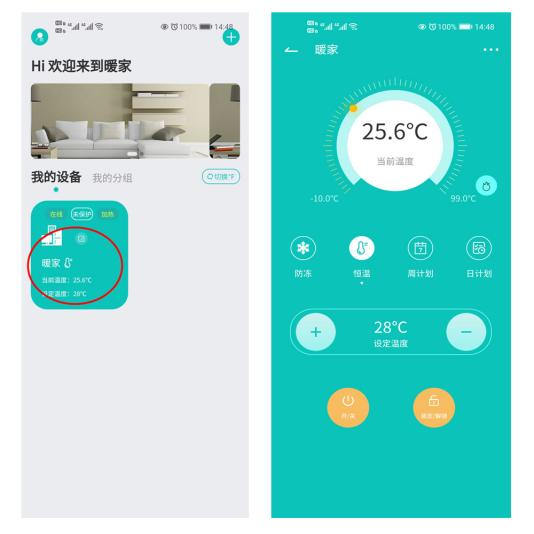 100% 14:48
Hi 欢迎来到暖家
我的设备 我的分组
切换°F
在线 未保护 加热
暖家
当前温度：25.6°C
设定温度：28°C
100% 14:48
暖家
25.6°C
当前温度
-10.0°C 99.0°C
防冻 恒温 周计划 日计划
28°C
设定温度
开/关
锁定/解锁